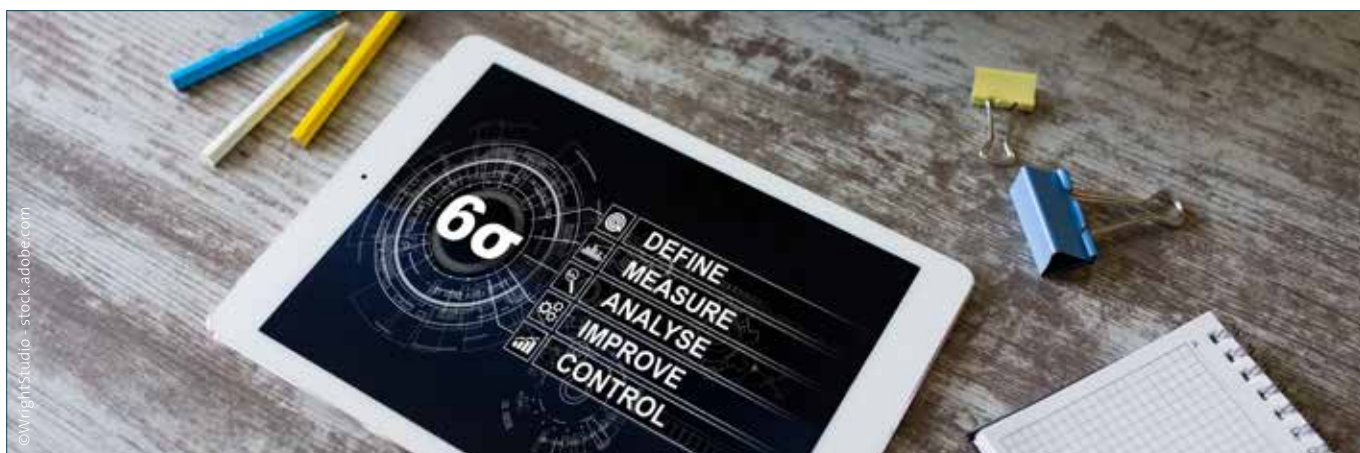 6σ
DEFINE
MEASURE
ANALYSE
IMPROVE
CONTROL
©WrightStudio - stock.adobe.com